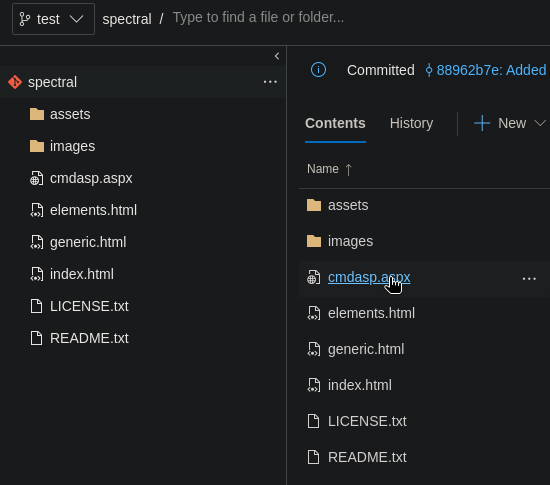 test spectral / Type to find a file or folder...
spectral
assets
images
cmdasp.aspx
elements.html
generic.html
index.html
LICENSE.txt
README.txt
Committed 88962b7e: Added
Contents History New
Name
assets
images
cmdasp.aspx
elements.html
generic.html
index.html
LICENSE.txt
README.txt